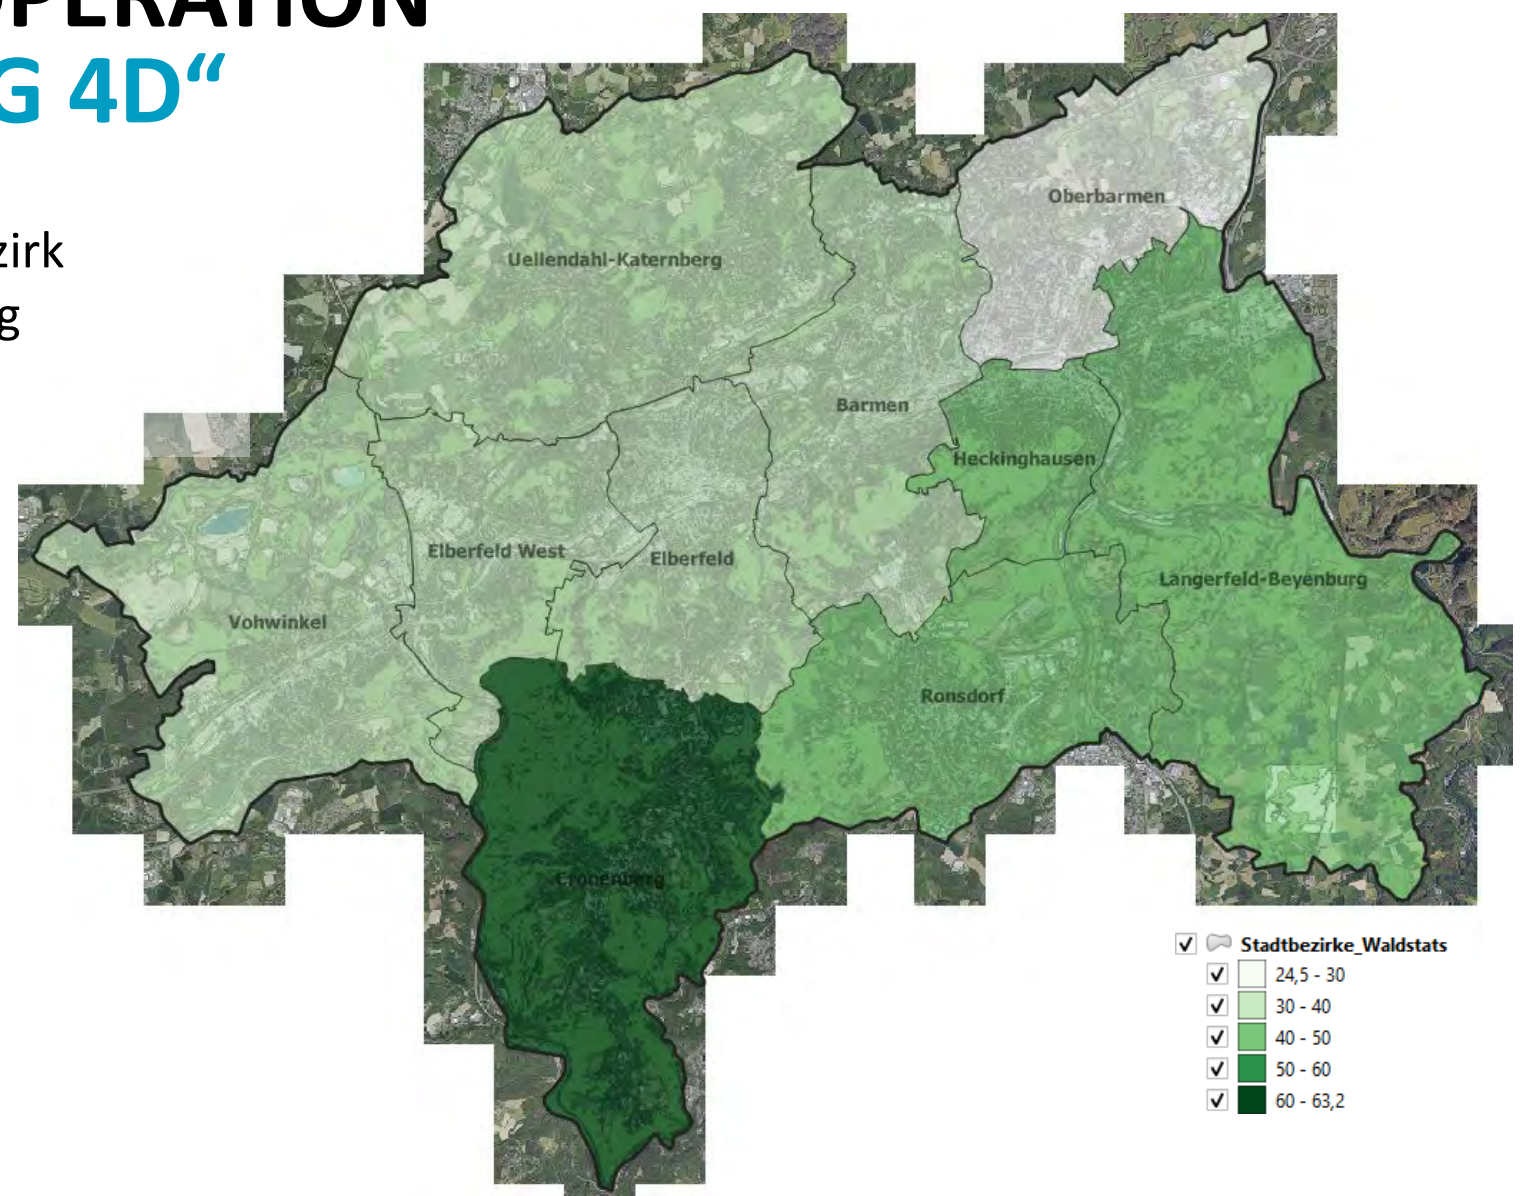 OPERATION
G 4D“
zirk
g
Oberbarmen
Uellendahl-Katernberg
Barmen
Heckinghausen
Elberfeld West
Elberfeld
Langerfeld-Beyenburg
Vohwinkel
Ronsdorf
Cronenberg
Stadtbezirke_Waldstats
24,5 - 30
30 - 40
40 - 50
50 - 60
60 - 63,2